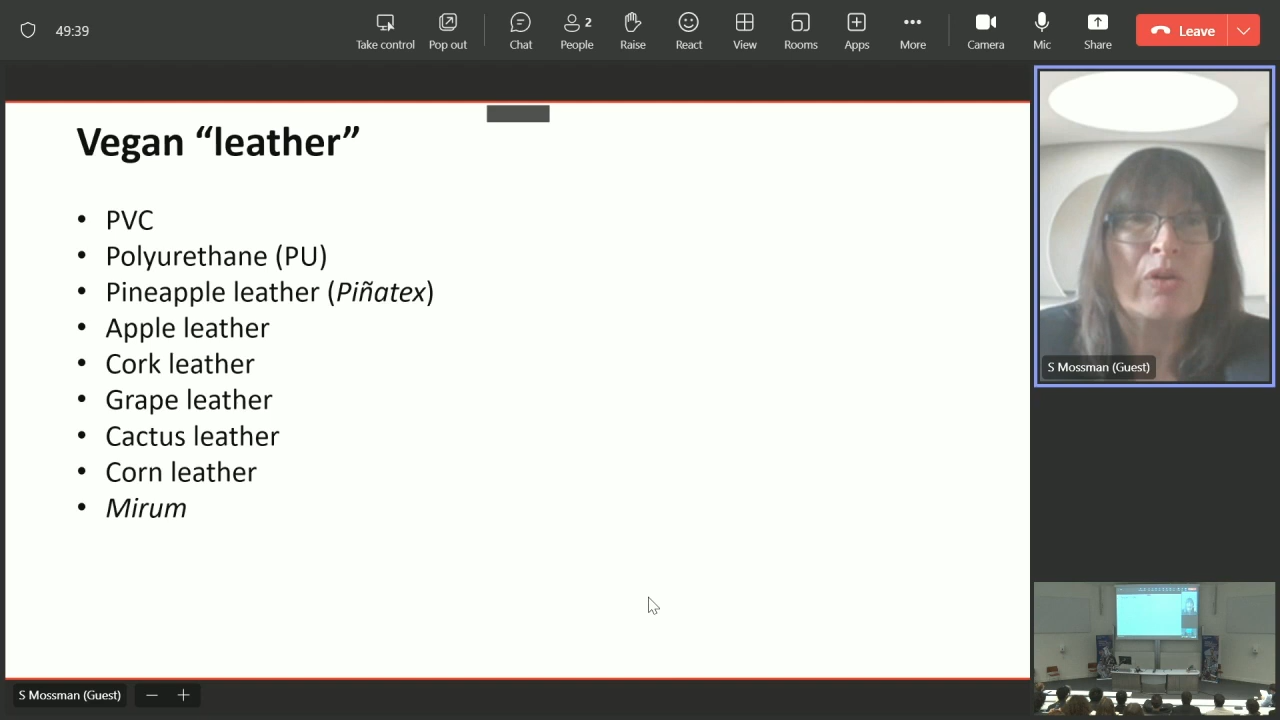 49:39
Take control
Pop out
Chat
People
2
Raise
React
View
Rooms
Apps
More
Camera
Mic
Share
Leave
Vegan “leather”
• PVC
• Polyurethane (PU)
• Pineapple leather (Piñatex)
• Apple leather
• Cork leather
• Grape leather
• Cactus leather
• Corn leather
• Mirum
S Mossman (Guest)
S Mossman (Guest)